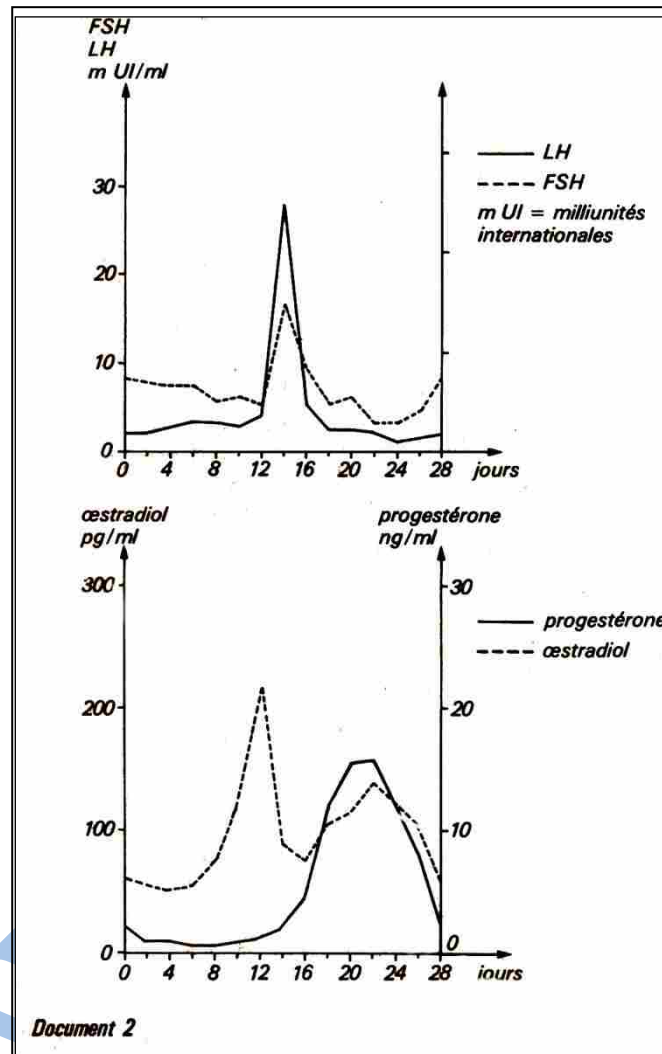 FSH
LH
m UI/ml
30
20
10
0
0 4 8 12 16 20 24 28 jours
LH
FSH
m UI = milliunités
internationales
œstradiol
pg/ml
progestérone
ng/ml
300
200
100
0
30
20
10
0
0 4 8 12 16 20 24 28 jours
progestérone
œstradiol
Document 2